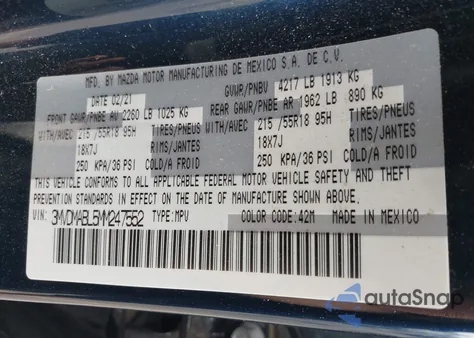 MFD. BY MAZDA MOTOR MANUFACTURING DE MEXICO S.A. DE C.V.
DATE 02/21 GVWR/PNBV 4217 LB 1913 KG
FRONT GAWR/PNBE AV 2260 LB 1025 KG REAR GAWR/PNBE AR 1962 LB 890 KG
WITH/AVEC 215 /55R18 95H TIRES/PNEUS WITH/AVEC 215 /55R18 95H TIRES/PNEUS
18X7J RIMS/JANTES 18X7J RIMS/JANTES
250 KPA/36 PSI COLD/A FROID 250 KPA/36 PSI COLD/A FROID
THIS VEHICLE CONFORMS TO ALL APPLICABLE FEDERAL MOTOR VEHICLE SAFETY AND THEFT
PREVENTION STANDARDS IN EFFECT ON THE DATE OF MANUFACTURE SHOWN ABOVE.
VIN: 3MVDMABL5MM247552 TYPE: MPV COLOR CODE: 42M MADE IN MEXICO
autoSnap